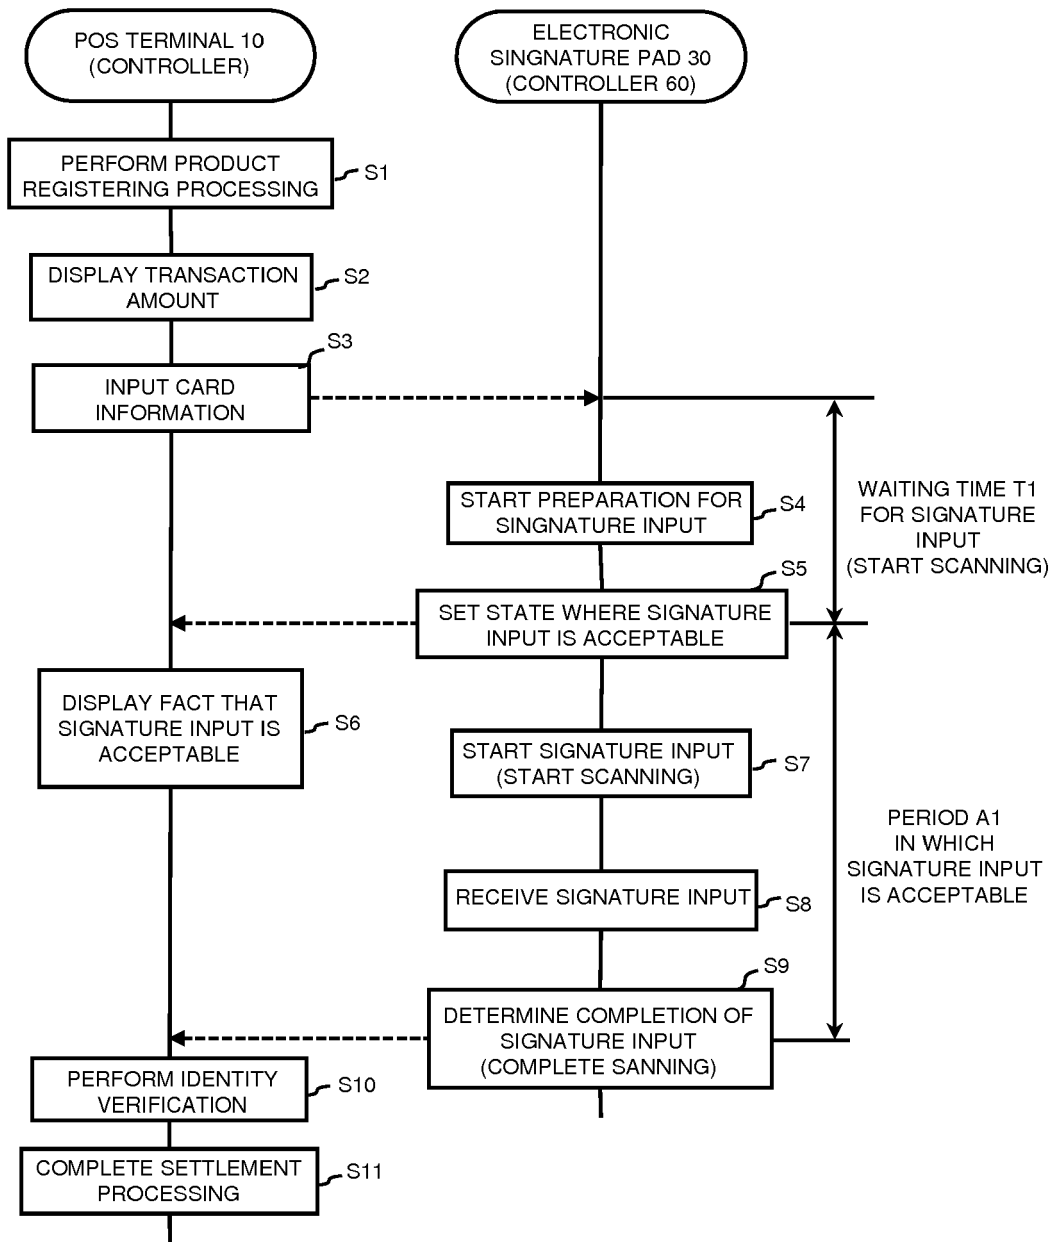 POS TERMINAL 10
(CONTROLLER)
ELECTRONIC
SINGNATURE PAD 30
(CONTROLLER 60)
PERFORM PRODUCT
REGISTERING PROCESSING
S1
DISPLAY TRANSACTION
AMOUNT
S2
S3
INPUT CARD
INFORMATION
START PREPARATION FOR
SINGNATURE INPUT
S4
WAITING TIME T1
FOR SIGNATURE
INPUT
(START SCANNING)
S5
SET STATE WHERE SIGNATURE
INPUT IS ACCEPTABLE
DISPLAY FACT THAT
SIGNATURE INPUT IS
ACCEPTABLE
S6
START SIGNATURE INPUT
(START SCANNING)
S7
PERIOD A1
IN WHICH
SIGNATURE INPUT
IS ACCEPTABLE
RECEIVE SIGNATURE INPUT
S8
S9
DETERMINE COMPLETION OF
SIGNATURE INPUT
(COMPLETE SANNING)
PERFORM IDENTITY
VERIFICATION
S10
COMPLETE SETTLEMENT
PROCESSING
S11